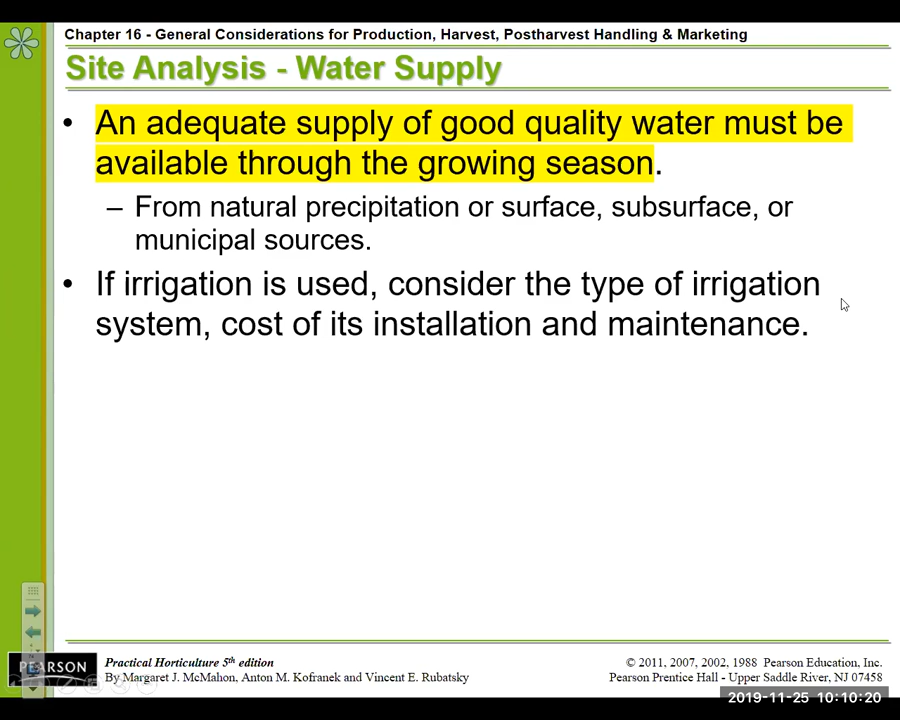 Chapter 16 - General Considerations for Production, Harvest, Postharvest Handling & Marketing
Site Analysis - Water Supply
• An adequate supply of good quality water must be
available through the growing season.
– From natural precipitation or surface, subsurface, or
municipal sources.
• If irrigation is used, consider the type of irrigation
system, cost of its installation and maintenance.
PEARSON
Practical Horticulture 5th edition
By Margaret J. McMahon, Anton M. Kofranek and Vincent E. Rubatsky
© 2011, 2007, 2002, 1988 Pearson Education, Inc.
Pearson Prentice Hall - Upper Saddle River, NJ 07458
2019-11-25 10:10:20